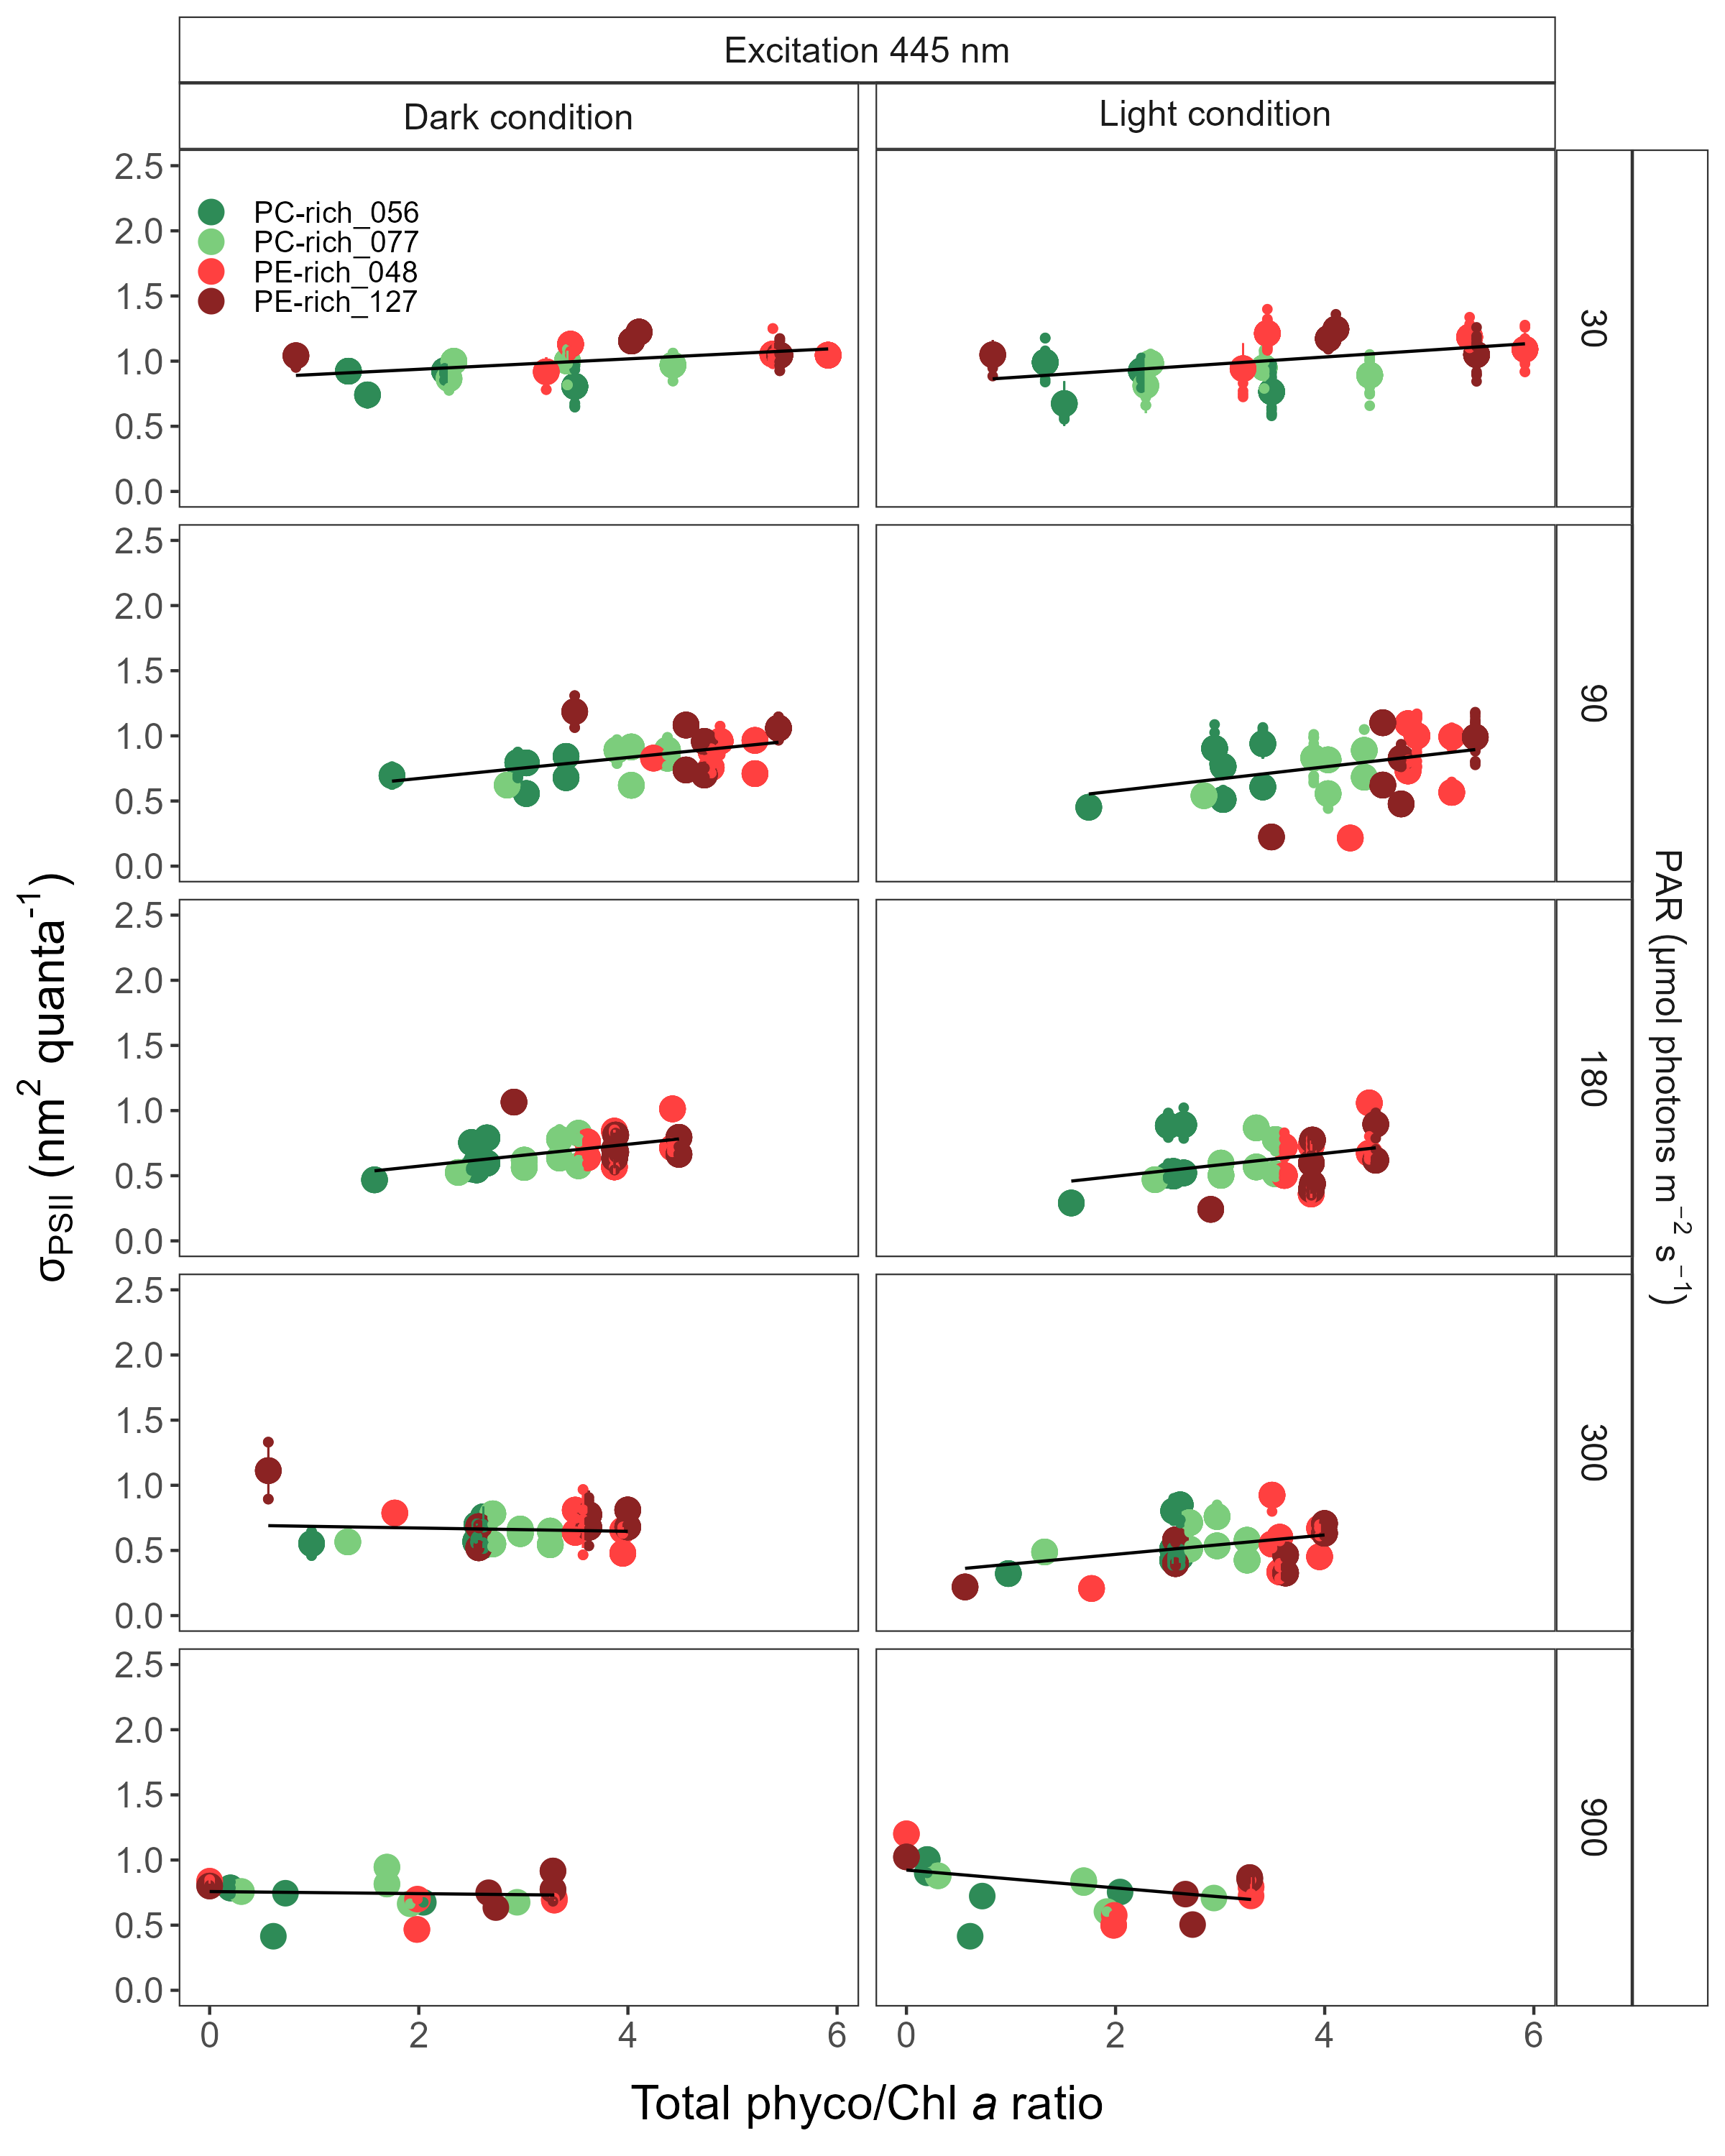 Excitation 445 nm
Dark condition
Light condition
2.5
2.0
1.5
1.0
0.5
0.0
PC-rich_056
PC-rich_077
PE-rich_048
PE-rich_127
30
2.5
2.0
1.5
1.0
0.5
0.0
90
2.5
2.0
1.5
1.0
0.5
0.0
180
2.5
2.0
1.5
1.0
0.5
0.0
300
2.5
2.0
1.5
1.0
0.5
0.0
900
0 2 4 6
0 2 4 6
Total phyco/Chl a ratio
σPSII (nm² quanta⁻¹)
PAR (µmol photons m⁻² s⁻¹)